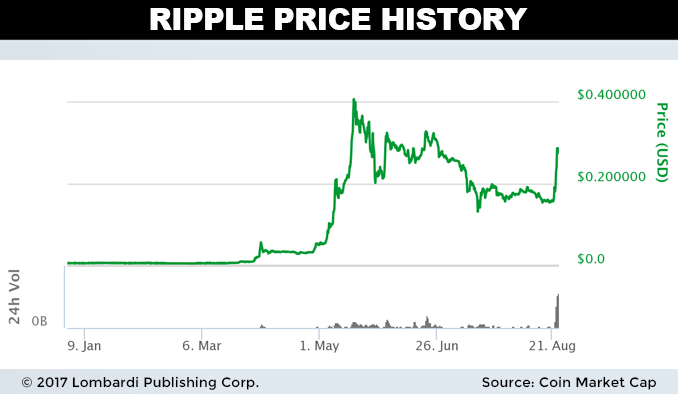 RIPPLE PRICE HISTORY
$0.400000
$0.200000
$0.0
Price (USD)
24h Vol
0B
9. Jan
6. Mar
1. May
26. Jun
21. Aug
© 2017 Lombardi Publishing Corp.
Source: Coin Market Cap